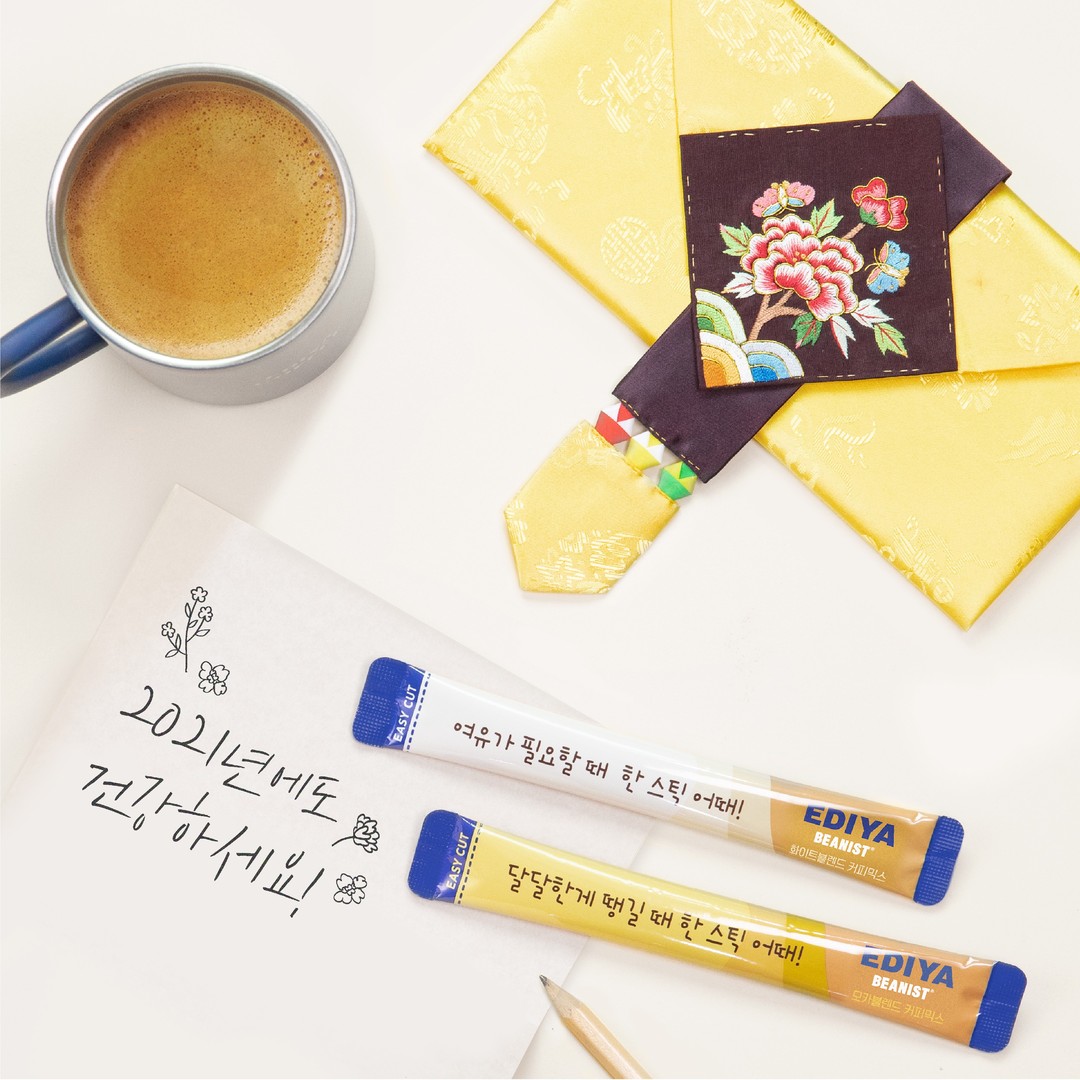 2021년에도
건강하세요!
EASY CUT
여유가 필요할 때 한 스틱 어때!
EDIYA
BEANIST
화이트블렌드 커피믹스
EASY CUT
달달한게 땡길 때 한 스틱 어때!
EDIYA
BEANIST
모카블렌드 커피믹스